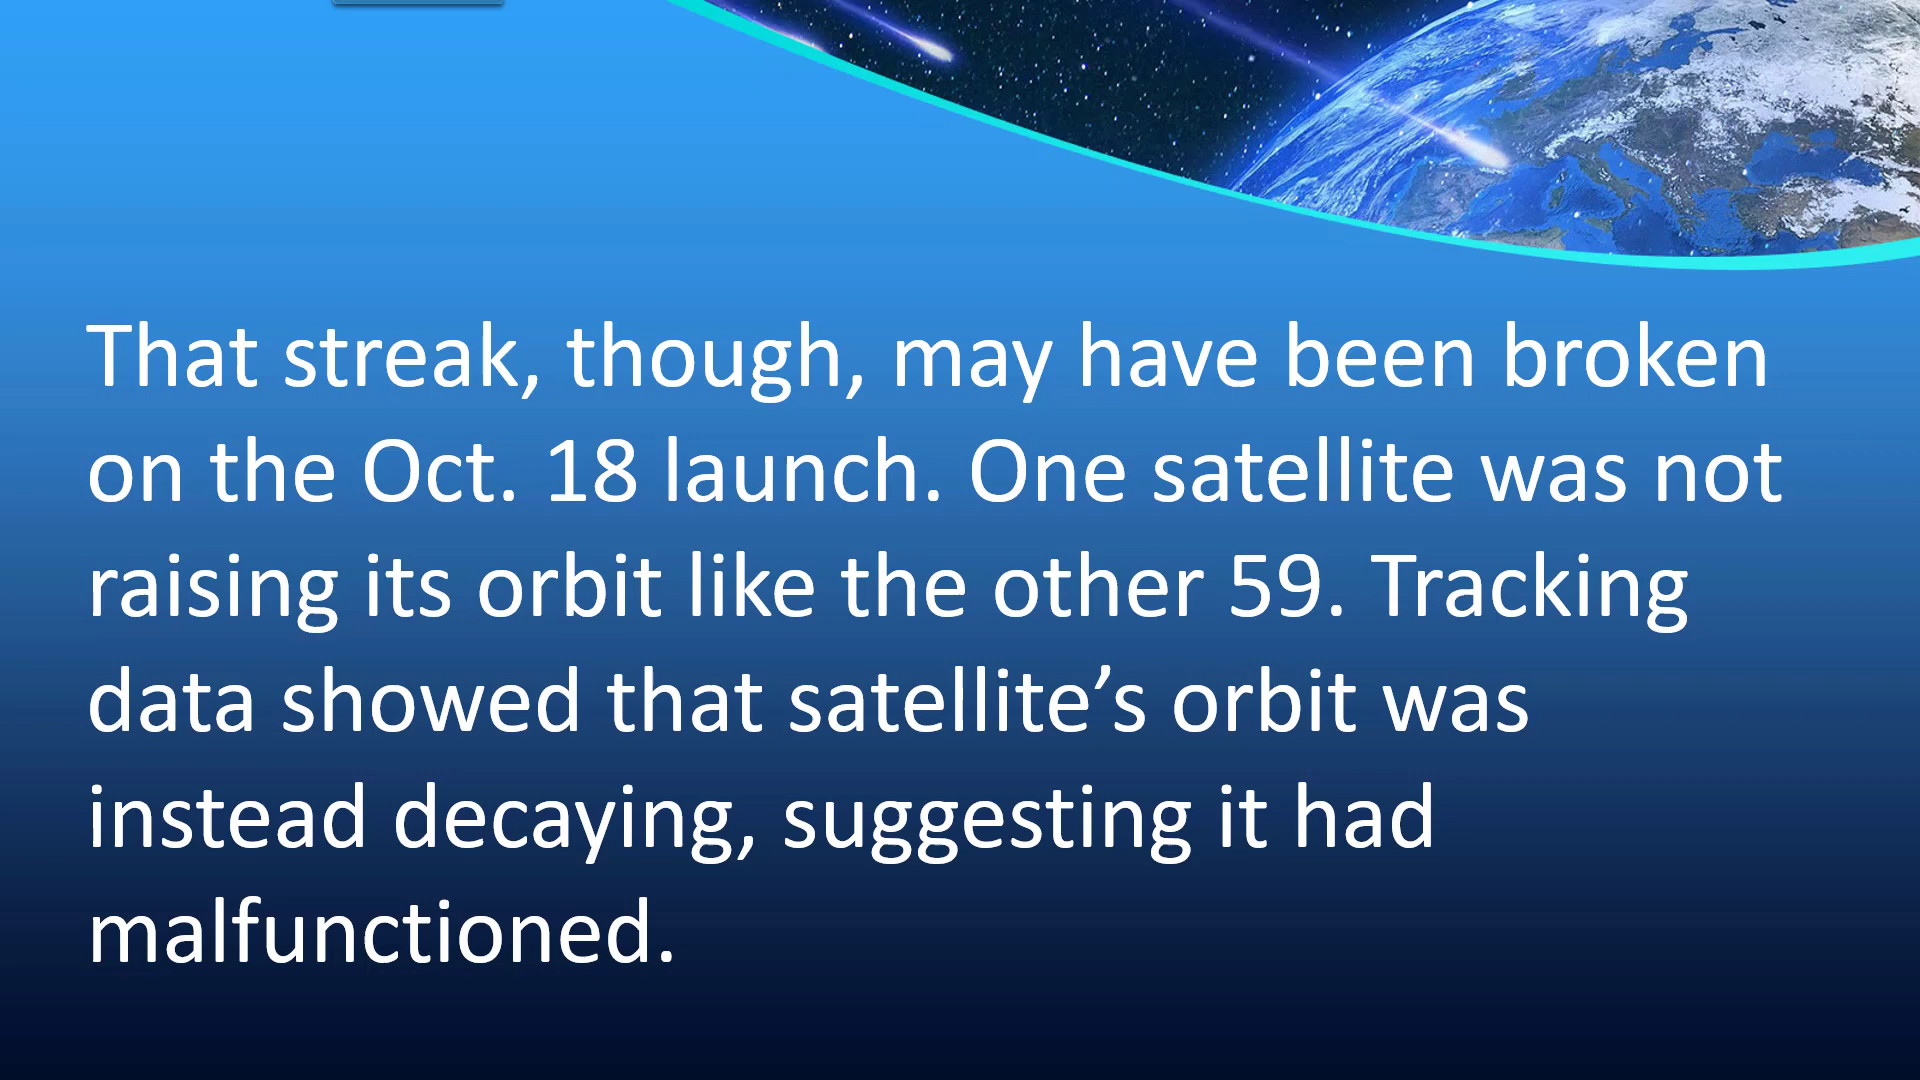 That streak, though, may have been broken
on the Oct. 18 launch. One satellite was not
raising its orbit like the other 59. Tracking
data showed that satellite’s orbit was
instead decaying, suggesting it had
malfunctioned.